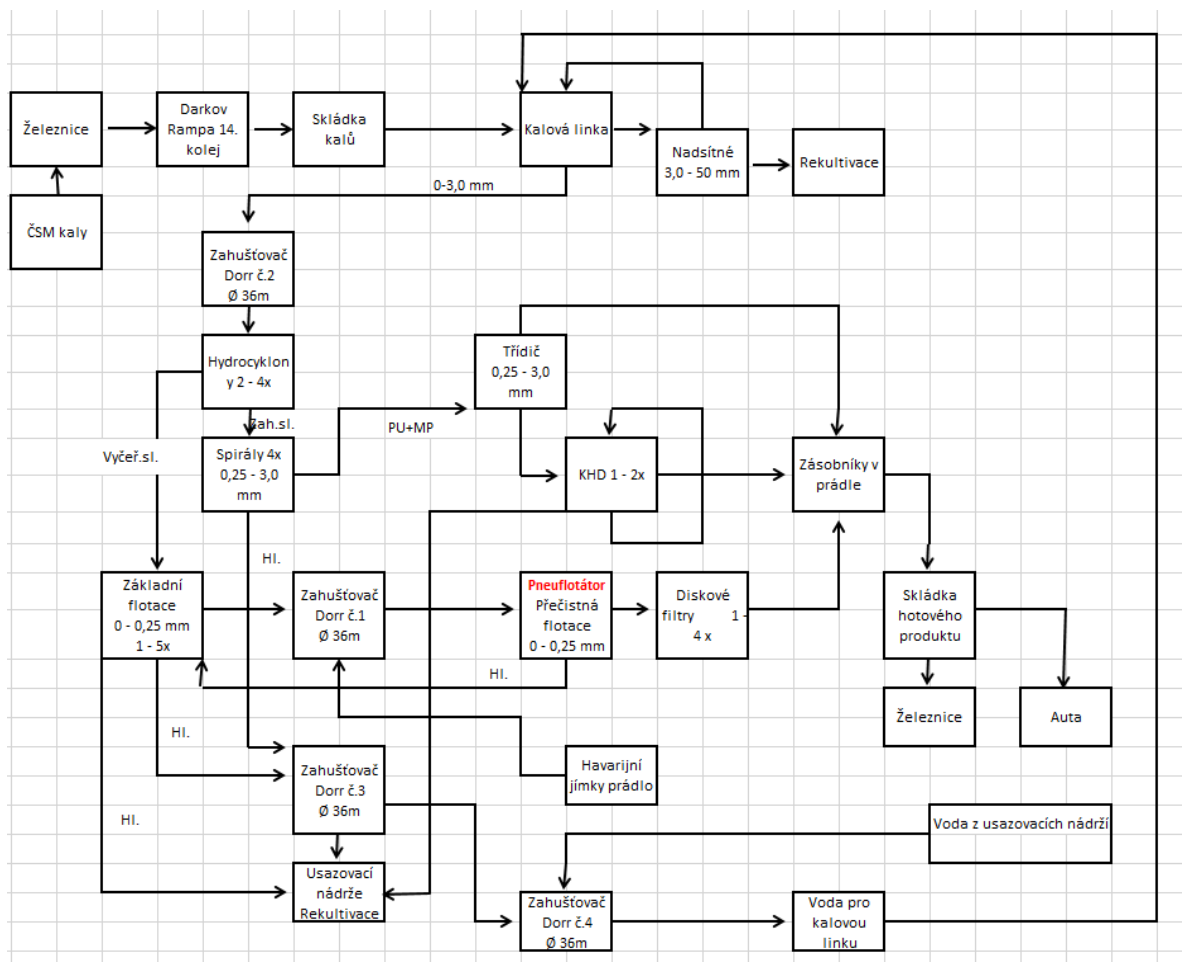 Železnice
Darkov
Rampa 14.
kolej
Skládka
kalů
Kalová linka
Nadsítné
3,0 - 50 mm
Rekultivace
0-3,0 mm
ČSM kaly
Zahušťovač
Dorr č.2
Ø 36m
Hydrocyklon
y 2 - 4x
Třídič
0,25 - 3,0
mm
Zah.sl.
PU+MP
Vyčeř.sl.
Spirály 4x
0,25 - 3,0
mm
KHD 1 - 2x
Zásobníky v
prádle
Hl.
Základní
flotace
0 - 0,25 mm
1 - 5x
Zahušťovač
Dorr č.1
Ø 36m
Pneuflotátor
Přečistná
flotace
0 - 0,25 mm
Diskové
filtry 1 -
4 x
Skládka
hotového
produktu
Hl.
Železnice
Auta
Hl.
Zahušťovač
Dorr č.3
Ø 36m
Havarijní
jímky prádlo
Hl.
Voda z usazovacích nádrží
Usazovací
nádrže
Rekultivace
Zahušťovač
Dorr č.4
Ø 36m
Voda pro
kalovou
linku